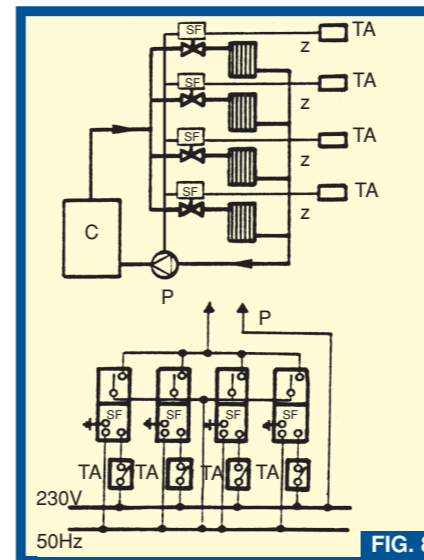 SF TA
z
SF TA
z
SF TA
z
SF TA
z
C
P
P
SF SF SF SF
TA TA TA TA
230V
50Hz
FIG. 8